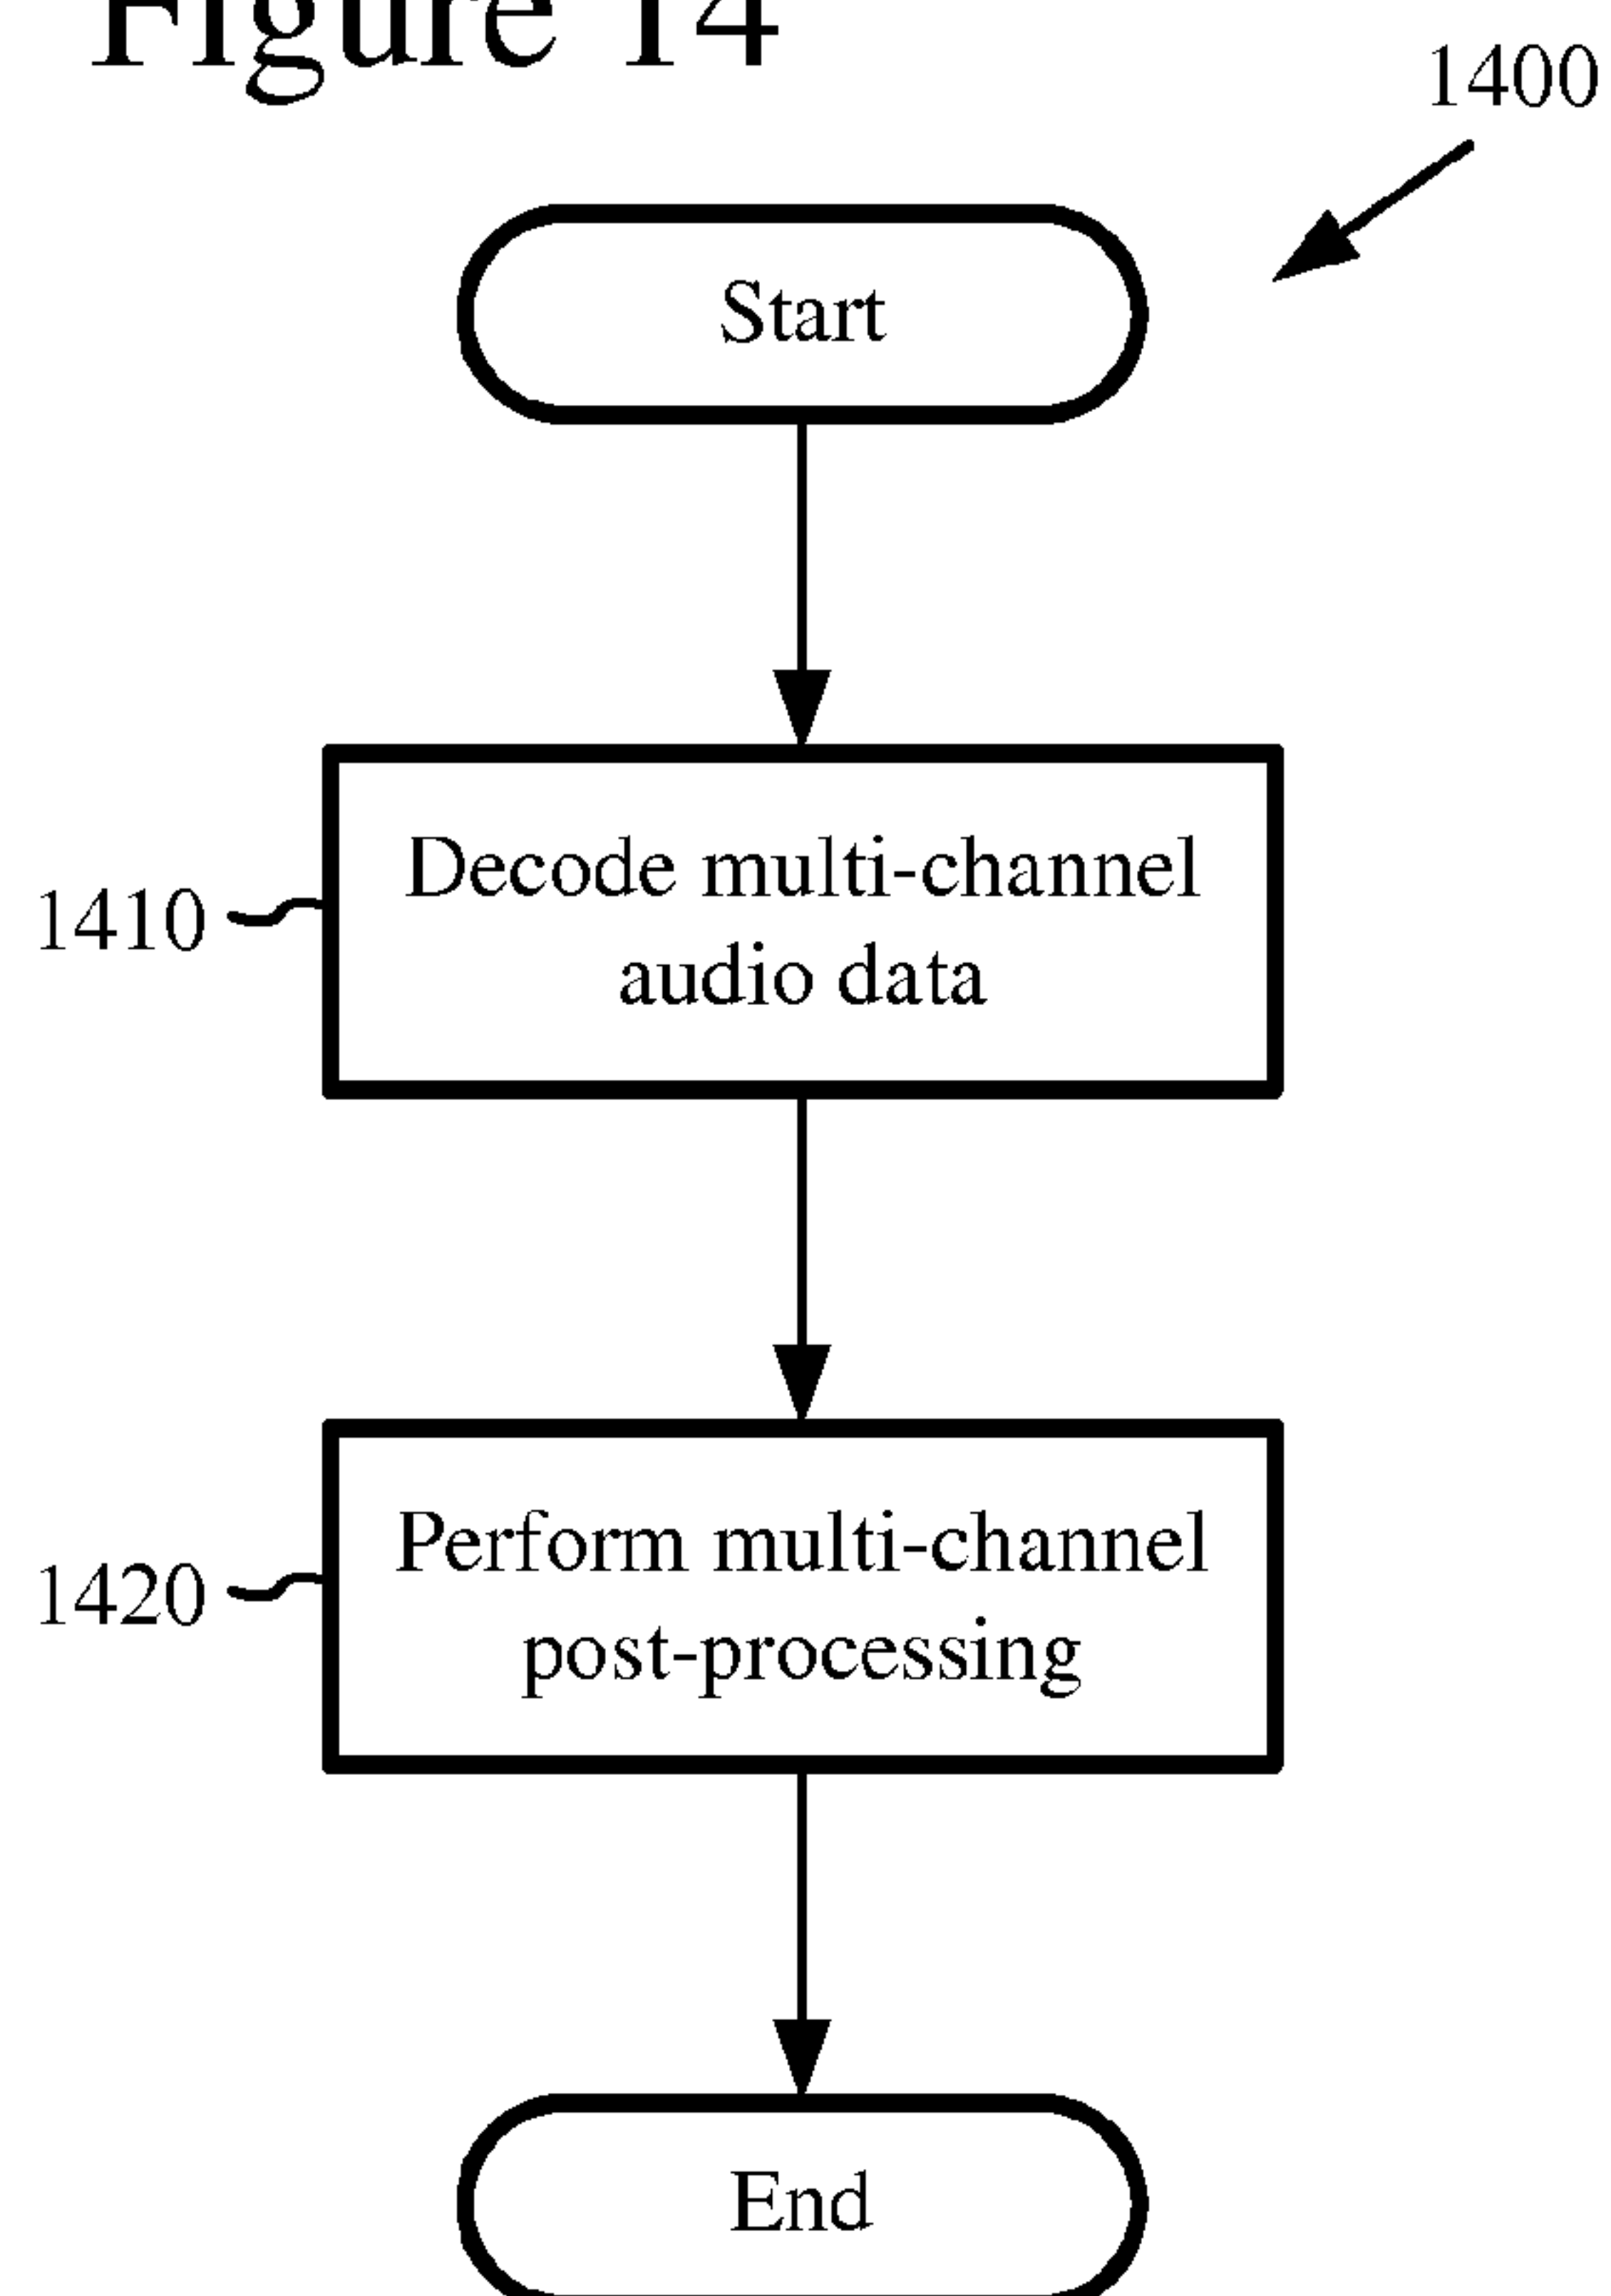 Figure 14
1400
Start
1410
Decode multi-channel
audio data
1420
Perform multi-channel
post-processing
End